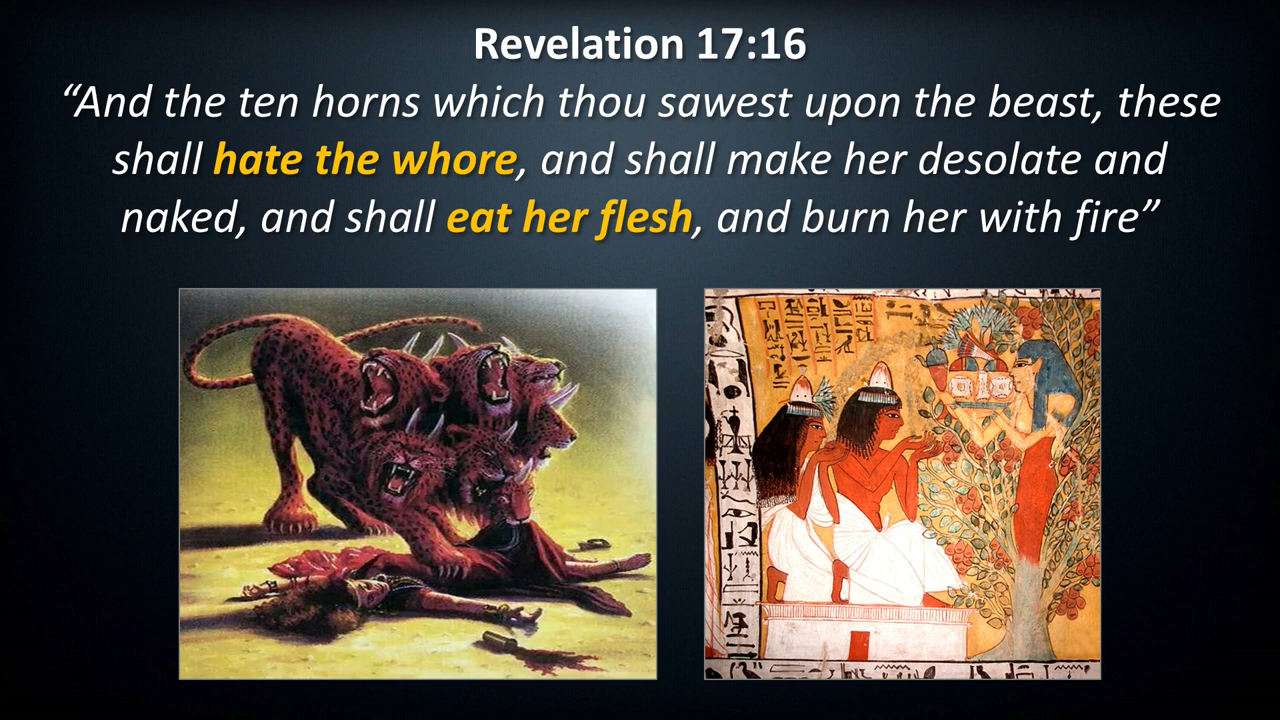 Revelation 17:16
“And the ten horns which thou sawest upon the beast, these
shall hate the whore, and shall make her desolate and
naked, and shall eat her flesh, and burn her with fire”